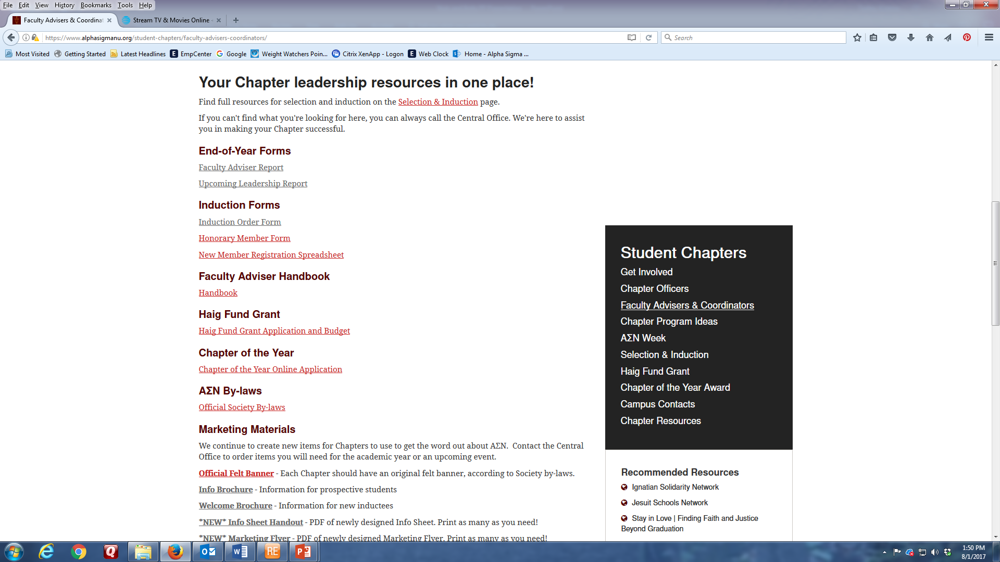 File Edit View History Bookmarks Tools Help
Faculty Advisers & Coordinat
Stream TV & Movies Online
https://www.alphasigmanu.org/student-chapters/faculty-advisers-coordinators/
Search
Most Visited Getting Started Latest Headlines EmpCenter Google Weight Watchers Poin... Citrix XenApp - Logon Web Clock Home - Alpha Sigma ...
Your Chapter leadership resources in one place!
Find full resources for selection and induction on the Selection & Induction page.
If you can't find what you're looking for here, you can always call the Central Office. We're here to assist
you in making your Chapter successful.
End-of-Year Forms
Faculty Adviser Report
Upcoming Leadership Report
Induction Forms
Induction Order Form
Honorary Member Form
New Member Registration Spreadsheet
Faculty Adviser Handbook
Handbook
Haig Fund Grant
Haig Fund Grant Application and Budget
Chapter of the Year
Chapter of the Year Online Application
ΑΣΝ By-laws
Official Society By-laws
Marketing Materials
We continue to create new items for Chapters to use to get the word out about ΑΣΝ.  Contact the Central
Office to order items you will need for the academic year or an upcoming event.
Official Felt Banner - Each Chapter should have an original felt banner, according to Society by-laws.
Info Brochure - Information for prospective students
Welcome Brochure - Information for new inductees
*NEW* Info Sheet Handout - PDF of newly designed Info Sheet. Print as many as you need!
*NEW* Marketing Flyer - PDF of newly designed Marketing Flyer. Print as many as you need!
Student Chapters
Get Involved
Chapter Officers
Faculty Advisers & Coordinators
Chapter Program Ideas
ΑΣΝ Week
Selection & Induction
Haig Fund Grant
Chapter of the Year Award
Campus Contacts
Chapter Resources
Recommended Resources
Ignatian Solidarity Network
Jesuit Schools Network
Stay in Love | Finding Faith and Justice
Beyond Graduation
RE
1:50 PM
8/1/2017